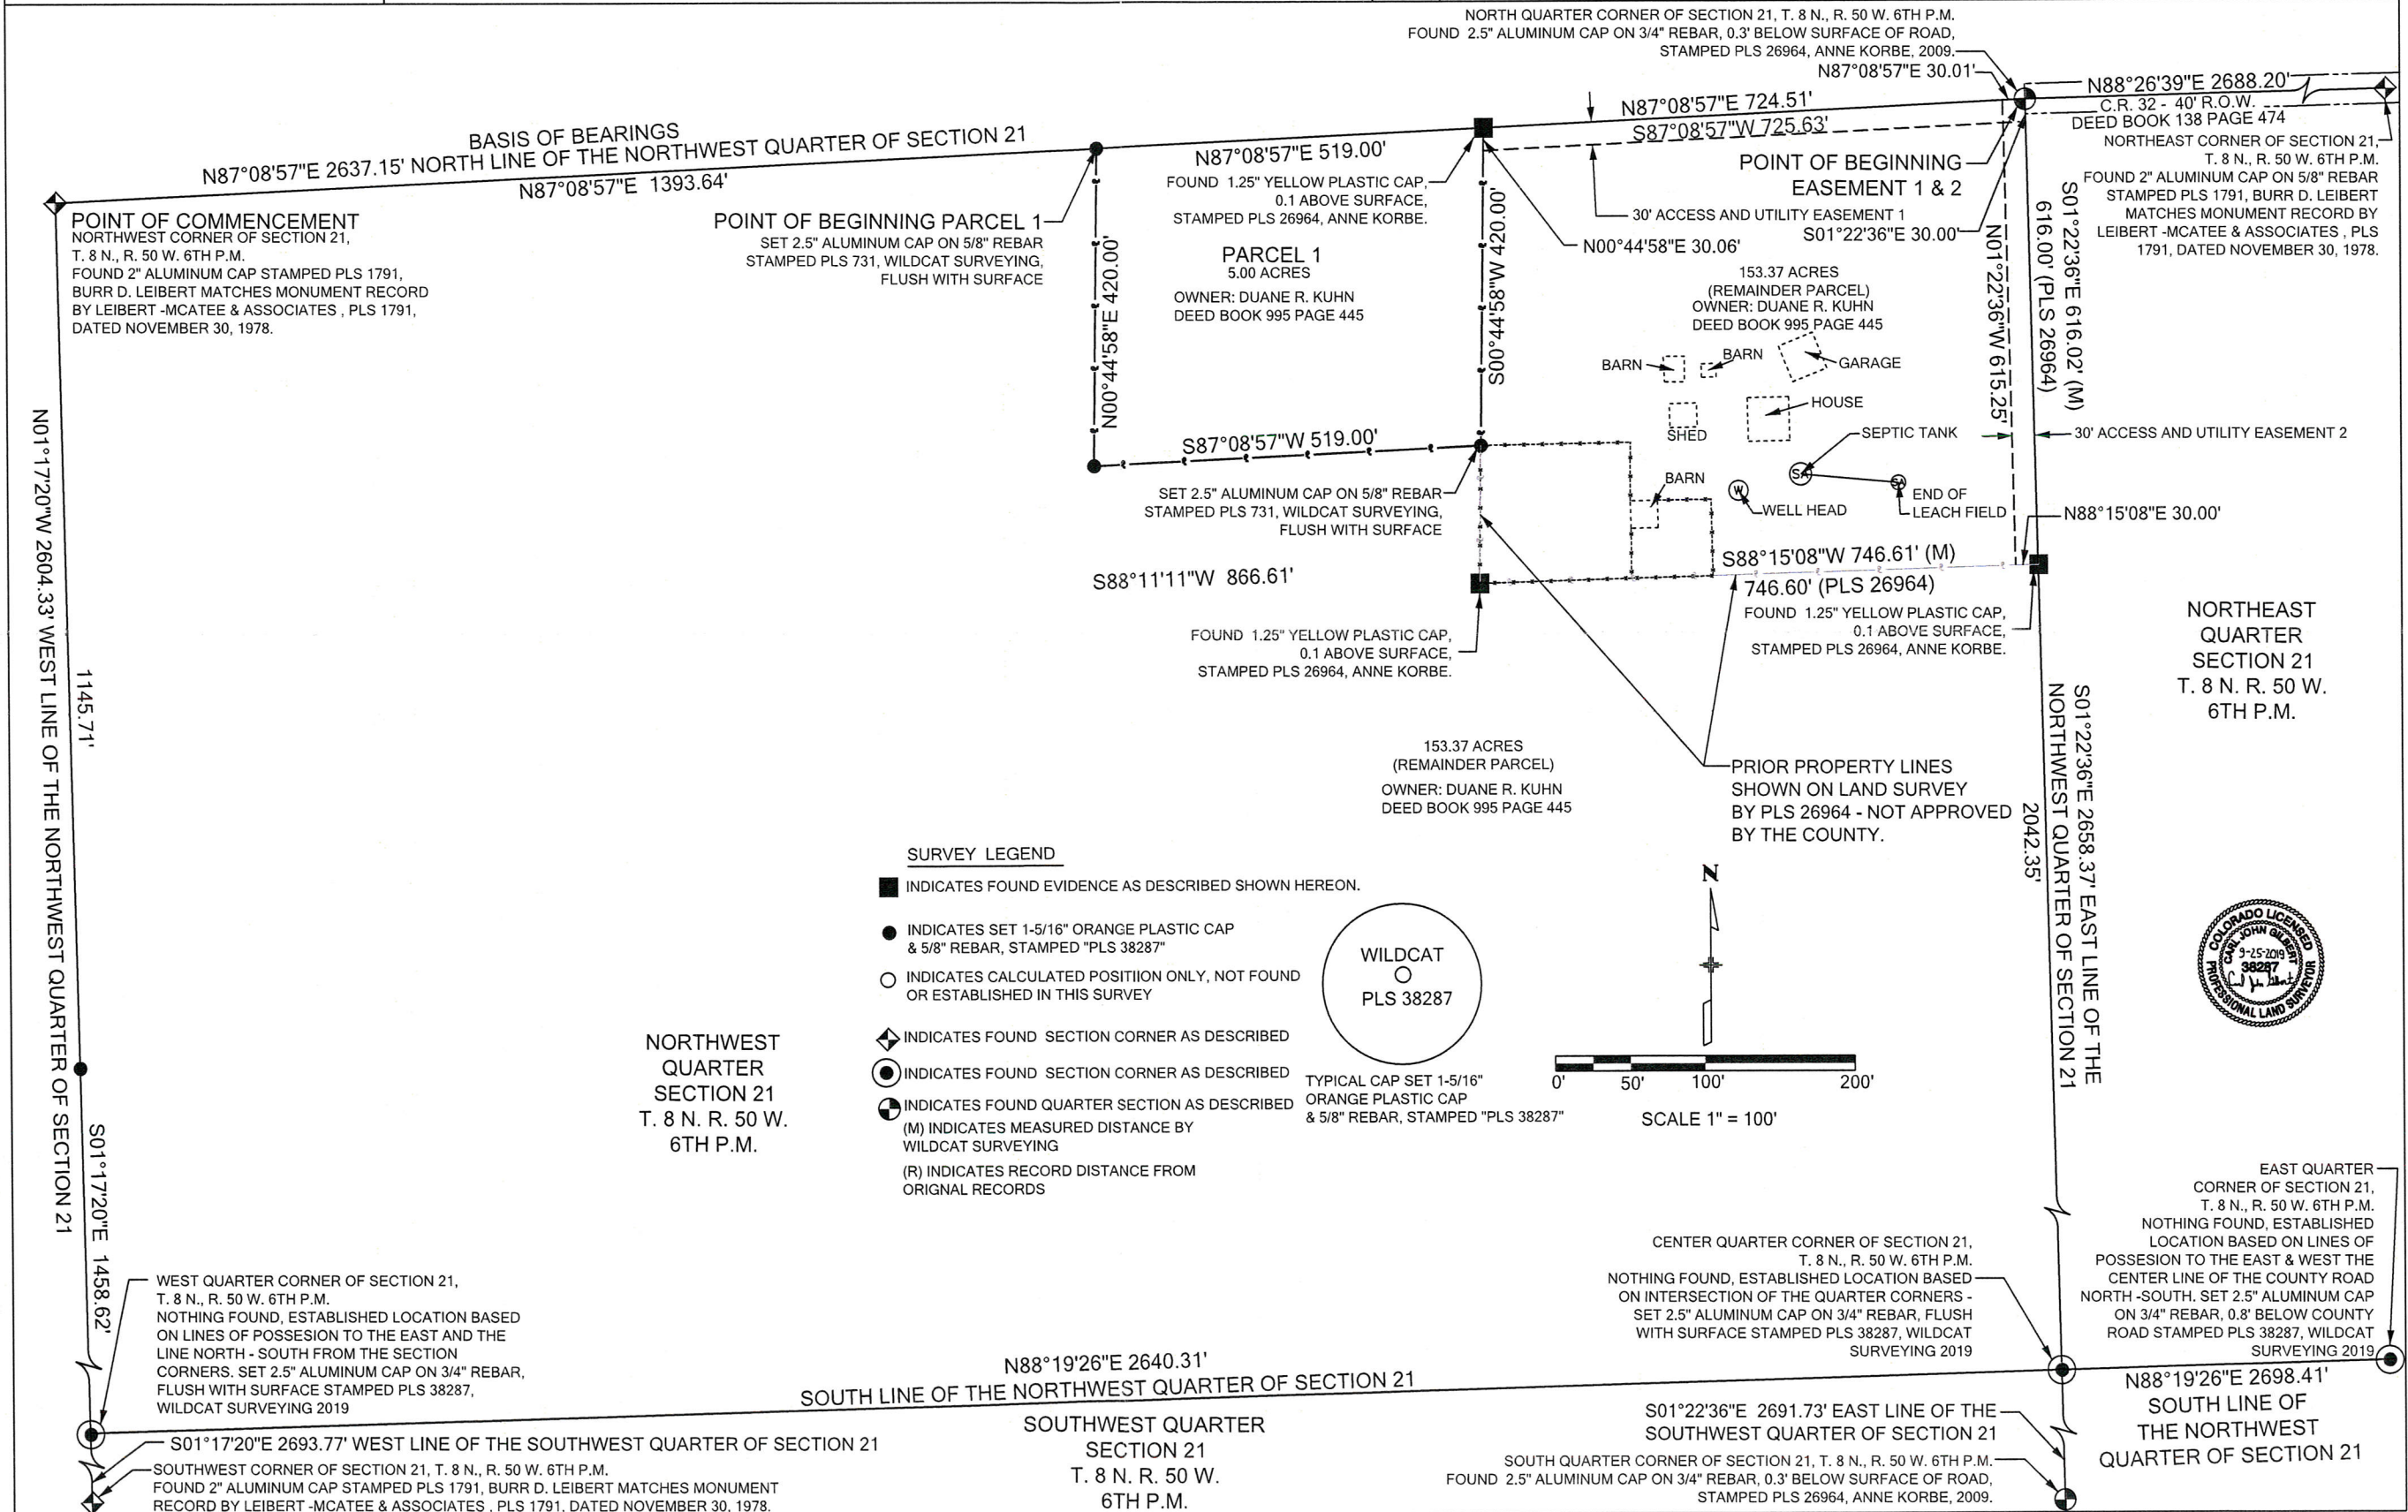 NORTH QUARTER CORNER OF SECTION 21, T. 8 N., R. 50 W. 6TH P.M.
FOUND 2.5" ALUMINUM CAP ON 3/4" REBAR, 0.3' BELOW SURFACE OF ROAD,
STAMPED PLS 26964, ANNE KORBE, 2009.
N87°08'57"E 30.01'
N88°26'39"E 2688.20'
C.R. 32 - 40' R.O.W.
DEED BOOK 138 PAGE 474
NORTHEAST CORNER OF SECTION 21,
T. 8 N., R. 50 W. 6TH P.M.
FOUND 2" ALUMINUM CAP ON 5/8" REBAR
STAMPED PLS 1791, BURR D. LEIBERT
MATCHES MONUMENT RECORD BY
LEIBERT -MCATEE & ASSOCIATES , PLS
1791, DATED NOVEMBER 30, 1978.
BASIS OF BEARINGS
N87°08'57"E 2637.15' NORTH LINE OF THE NORTHWEST QUARTER OF SECTION 21
N87°08'57"E 1393.64'
N87°08'57"E 519.00'
N87°08'57"E 724.51'
S87°08'57"W 725.63'
POINT OF BEGINNING
EASEMENT 1 & 2
30' ACCESS AND UTILITY EASEMENT 1
S01°22'36"E 30.00'
N00°44'58"E 30.06'
POINT OF COMMENCEMENT
NORTHWEST CORNER OF SECTION 21,
T. 8 N., R. 50 W. 6TH P.M.
FOUND 2" ALUMINUM CAP STAMPED PLS 1791,
BURR D. LEIBERT MATCHES MONUMENT RECORD
BY LEIBERT -MCATEE & ASSOCIATES , PLS 1791,
DATED NOVEMBER 30, 1978.
POINT OF BEGINNING PARCEL 1
SET 2.5" ALUMINUM CAP ON 5/8" REBAR
STAMPED PLS 731, WILDCAT SURVEYING,
FLUSH WITH SURFACE
FOUND 1.25" YELLOW PLASTIC CAP,
0.1 ABOVE SURFACE,
STAMPED PLS 26964, ANNE KORBE.
PARCEL 1
5.00 ACRES
OWNER: DUANE R. KUHN
DEED BOOK 995 PAGE 445
N00°44'58"E 420.00'
S00°44'58"W 420.00'
153.37 ACRES
(REMAINDER PARCEL)
OWNER: DUANE R. KUHN
DEED BOOK 995 PAGE 445
BARN
BARN
GARAGE
HOUSE
SHED
SEPTIC TANK
SA
SA
W
WELL HEAD
END OF
LEACH FIELD
BARN
N01°22'36"W 615.25'
616.00' (PLS 26964)
S01°22'36"E 616.02' (M)
30' ACCESS AND UTILITY EASEMENT 2
N88°15'08"E 30.00'
S87°08'57"W 519.00'
SET 2.5" ALUMINUM CAP ON 5/8" REBAR
STAMPED PLS 731, WILDCAT SURVEYING,
FLUSH WITH SURFACE
S88°11'11"W 866.61'
S88°15'08"W 746.61' (M)
746.60' (PLS 26964)
FOUND 1.25" YELLOW PLASTIC CAP,
0.1 ABOVE SURFACE,
STAMPED PLS 26964, ANNE KORBE.
FOUND 1.25" YELLOW PLASTIC CAP,
0.1 ABOVE SURFACE,
STAMPED PLS 26964, ANNE KORBE.
NORTHEAST
QUARTER
SECTION 21
T. 8 N. R. 50 W.
6TH P.M.
N01°17'20"W 2604.33' WEST LINE OF THE NORTHWEST QUARTER OF SECTION 21
1145.71'
S01°17'20"E 1458.62'
153.37 ACRES
(REMAINDER PARCEL)
OWNER: DUANE R. KUHN
DEED BOOK 995 PAGE 445
PRIOR PROPERTY LINES
SHOWN ON LAND SURVEY
BY PLS 26964 - NOT APPROVED
BY THE COUNTY.
2042.35'
S01°22'36"E 2658.37' EAST LINE OF THE
NORTHWEST QUARTER OF SECTION 21
SURVEY LEGEND
INDICATES FOUND EVIDENCE AS DESCRIBED SHOWN HEREON.
INDICATES SET 1-5/16" ORANGE PLASTIC CAP
& 5/8" REBAR, STAMPED "PLS 38287"
INDICATES CALCULATED POSITIION ONLY, NOT FOUND
OR ESTABLISHED IN THIS SURVEY
INDICATES FOUND SECTION CORNER AS DESCRIBED
INDICATES FOUND SECTION CORNER AS DESCRIBED
INDICATES FOUND QUARTER SECTION AS DESCRIBED
(M) INDICATES MEASURED DISTANCE BY
WILDCAT SURVEYING
(R) INDICATES RECORD DISTANCE FROM
ORIGNAL RECORDS
WILDCAT
PLS 38287
TYPICAL CAP SET 1-5/16"
ORANGE PLASTIC CAP
& 5/8" REBAR, STAMPED "PLS 38287"
N
0' 50' 100' 200'
SCALE 1" = 100'
COLORADO LICENSED
CARL JOHN GILBERT
9-25-2019
38287
Carl John Gilbert
PROFESSIONAL LAND SURVEYOR
NORTHWEST
QUARTER
SECTION 21
T. 8 N. R. 50 W.
6TH P.M.
WEST QUARTER CORNER OF SECTION 21,
T. 8 N., R. 50 W. 6TH P.M.
NOTHING FOUND, ESTABLISHED LOCATION BASED
ON LINES OF POSSESION TO THE EAST AND THE
LINE NORTH - SOUTH FROM THE SECTION
CORNERS. SET 2.5" ALUMINUM CAP ON 3/4" REBAR,
FLUSH WITH SURFACE STAMPED PLS 38287,
WILDCAT SURVEYING 2019
CENTER QUARTER CORNER OF SECTION 21,
T. 8 N., R. 50 W. 6TH P.M.
NOTHING FOUND, ESTABLISHED LOCATION BASED
ON INTERSECTION OF THE QUARTER CORNERS -
SET 2.5" ALUMINUM CAP ON 3/4" REBAR, FLUSH
WITH SURFACE STAMPED PLS 38287, WILDCAT
SURVEYING 2019
EAST QUARTER
CORNER OF SECTION 21,
T. 8 N., R. 50 W. 6TH P.M.
NOTHING FOUND, ESTABLISHED
LOCATION BASED ON LINES OF
POSSESION TO THE EAST & WEST THE
CENTER LINE OF THE COUNTY ROAD
NORTH -SOUTH. SET 2.5" ALUMINUM CAP
ON 3/4" REBAR, 0.8' BELOW COUNTY
ROAD STAMPED PLS 38287, WILDCAT
SURVEYING 2019
N88°19'26"E 2640.31'
SOUTH LINE OF THE NORTHWEST QUARTER OF SECTION 21
N88°19'26"E 2698.41'
SOUTH LINE OF
THE NORTHWEST
QUARTER OF SECTION 21
S01°17'20"E 2693.77' WEST LINE OF THE SOUTHWEST QUARTER OF SECTION 21
SOUTHWEST CORNER OF SECTION 21, T. 8 N., R. 50 W. 6TH P.M.
FOUND 2" ALUMINUM CAP STAMPED PLS 1791, BURR D. LEIBERT MATCHES MONUMENT
RECORD BY LEIBERT -MCATEE & ASSOCIATES , PLS 1791, DATED NOVEMBER 30, 1978.
SOUTHWEST QUARTER
SECTION 21
T. 8 N. R. 50 W.
6TH P.M.
S01°22'36"E 2691.73' EAST LINE OF THE
SOUTHWEST QUARTER OF SECTION 21
SOUTH QUARTER CORNER OF SECTION 21, T. 8 N., R. 50 W. 6TH P.M.
FOUND 2.5" ALUMINUM CAP ON 3/4" REBAR, 0.3' BELOW SURFACE OF ROAD,
STAMPED PLS 26964, ANNE KORBE, 2009.